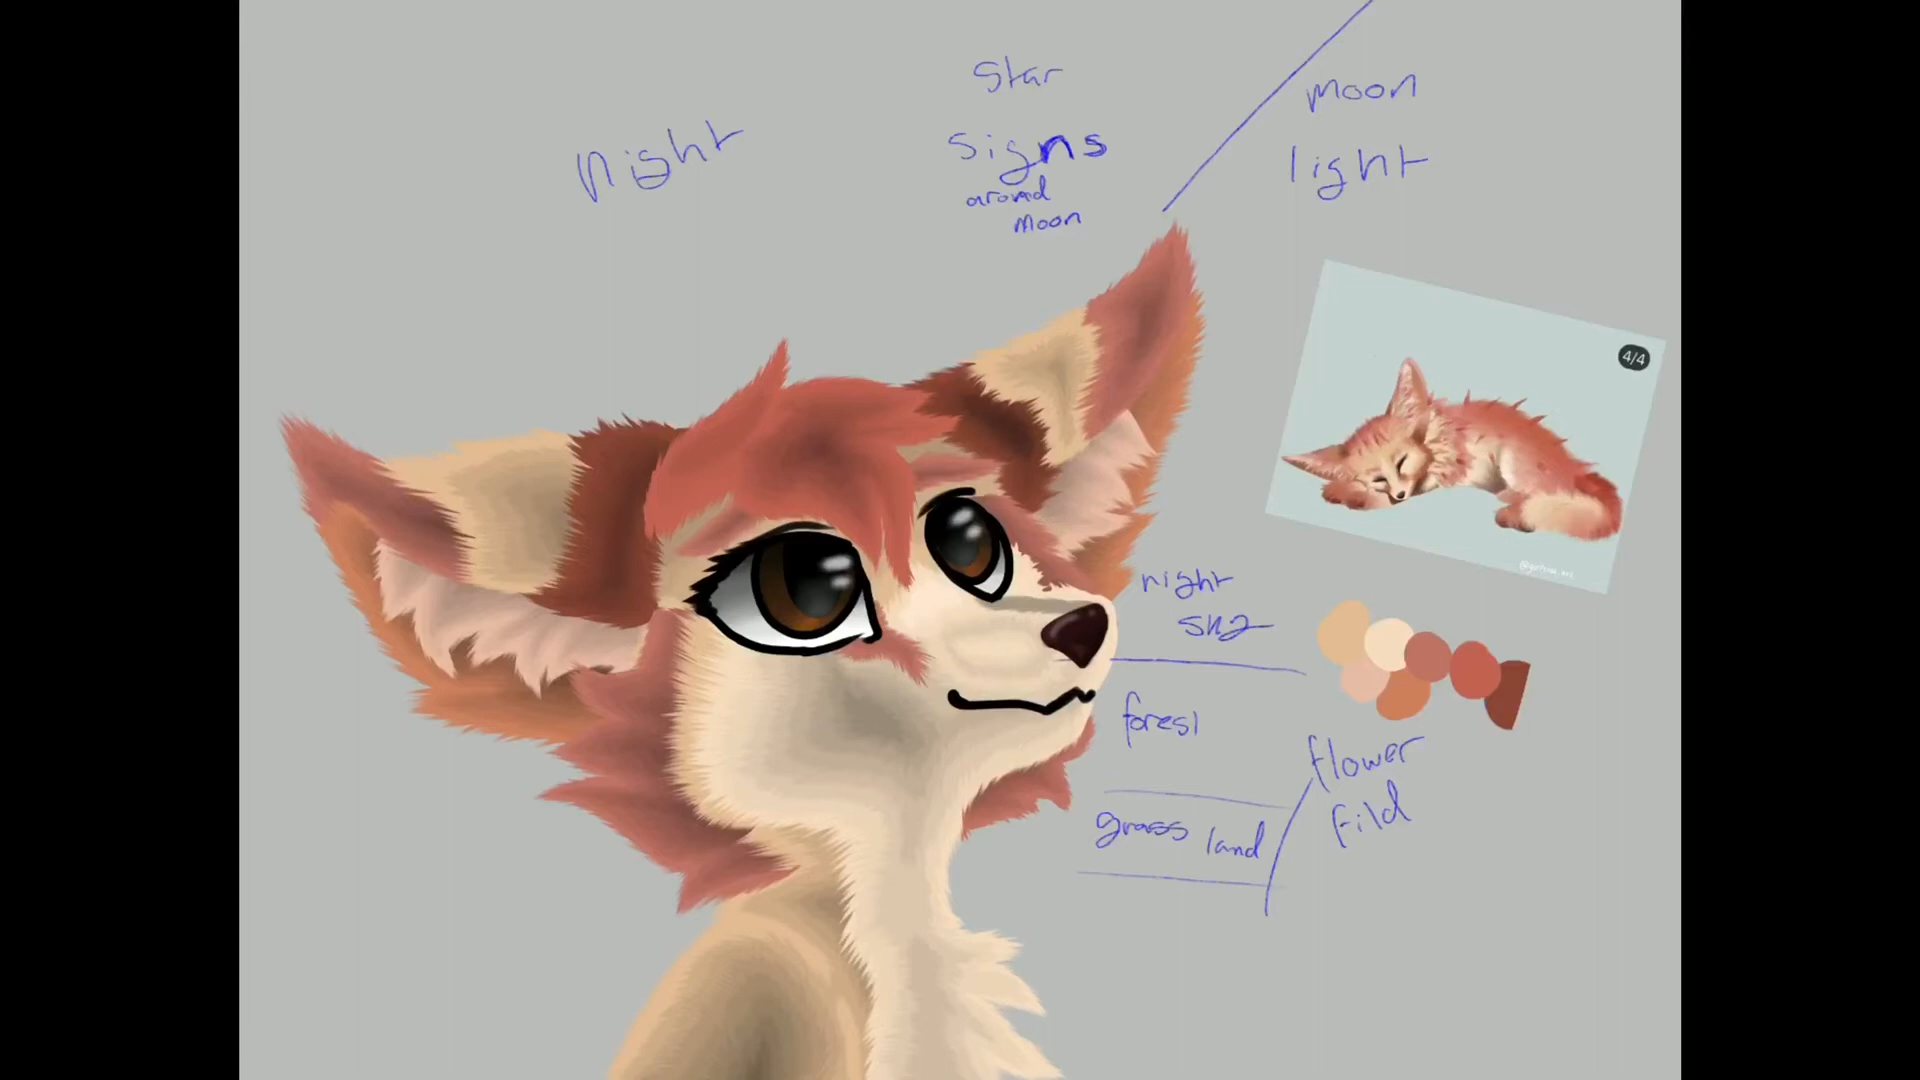 Star
moon
night
signs
light
around
moon
4/4
night
sky
forest
flower
fild
grass land